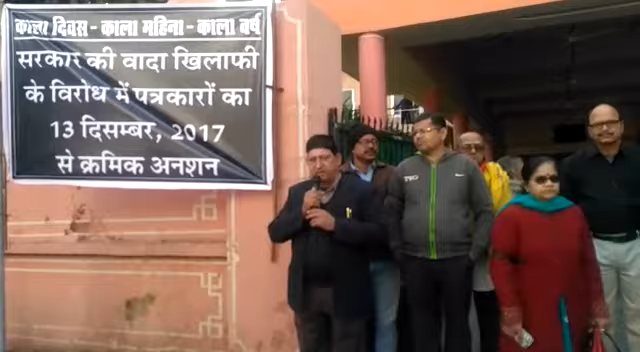 काला दिवस - काला महिना - काला वर्ष
सरकार की वादा खिलाफी
के विरोध में पत्रकारों का
13 दिसम्बर, 2017
से क्रमिक अनशन